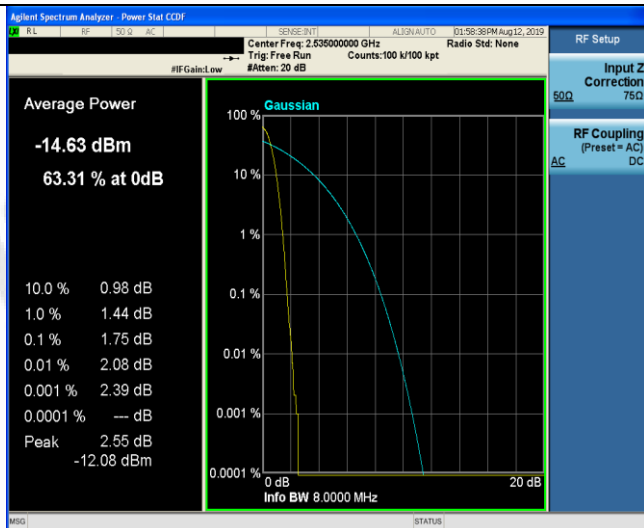 Agilent Spectrum Analyzer - Power Stat CCDF
RL RF 50 Ω AC SENSE:INT ALIGN AUTO 01:58:38 PM Aug 12, 2019
Center Freq: 2.535000000 GHz Radio Std: None
Trig: Free Run Counts:100 k/100 kpt
#IFGain:Low #Atten: 20 dB
RF Setup
Input Z
Correction
50Ω 75Ω
RF Coupling
(Preset = AC)
AC DC
Average Power
-14.63 dBm
63.31 % at 0dB
10.0 % 0.98 dB
1.0 % 1.44 dB
0.1 % 1.75 dB
0.01 % 2.08 dB
0.001 % 2.39 dB
0.0001 % --- dB
Peak 2.55 dB
-12.08 dBm
Gaussian
100 %
10 %
1 %
0.1 %
0.01 %
0.001 %
0.0001 %
0 dB 20 dB
Info BW 8.0000 MHz
MSG STATUS